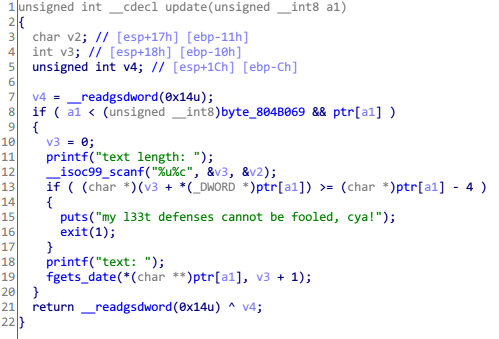 1 unsigned int __cdecl update(unsigned __int8 a1)
2 {
3   char v2; // [esp+17h] [ebp-11h]
4   int v3; // [esp+18h] [ebp-10h]
5   unsigned int v4; // [esp+1Ch] [ebp-Ch]
6
7   v4 = __readgsdword(0x14u);
8   if ( a1 < (unsigned __int8)byte_804B069 && ptr[a1] )
9   {
10     v3 = 0;
11     printf("text length: ");
12     __isoc99_scanf("%u%c", &v3, &v2);
13     if ( (char *)(v3 + *(_DWORD *)ptr[a1]) >= (char *)ptr[a1] - 4 )
14     {
15       puts("my l33t defenses cannot be fooled, cya!");
16       exit(1);
17     }
18     printf("text: ");
19     fgets_date(*(char **)ptr[a1], v3 + 1);
20   }
21   return __readgsdword(0x14u) ^ v4;
22 }